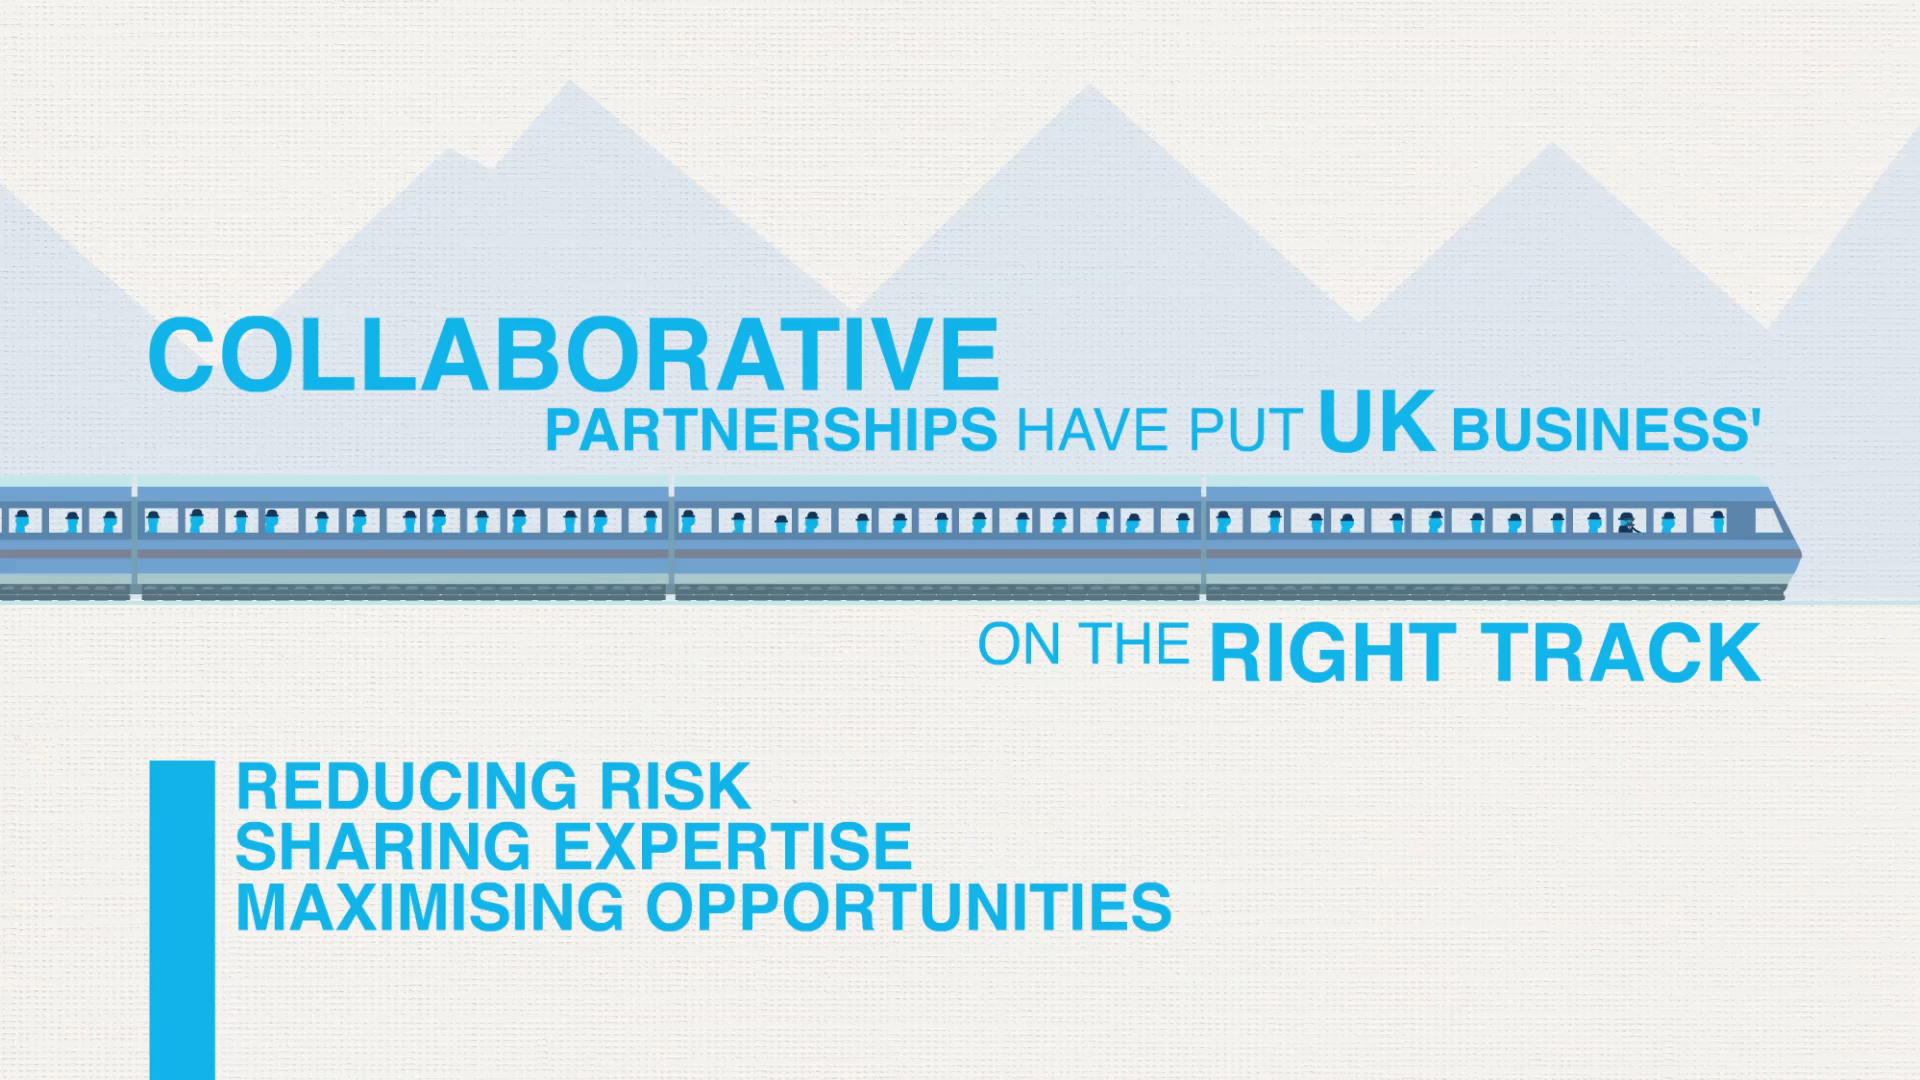 COLLABORATIVE
PARTNERSHIPS HAVE PUT UK BUSINESS'
ON THE RIGHT TRACK
REDUCING RISK
SHARING EXPERTISE
MAXIMISING OPPORTUNITIES